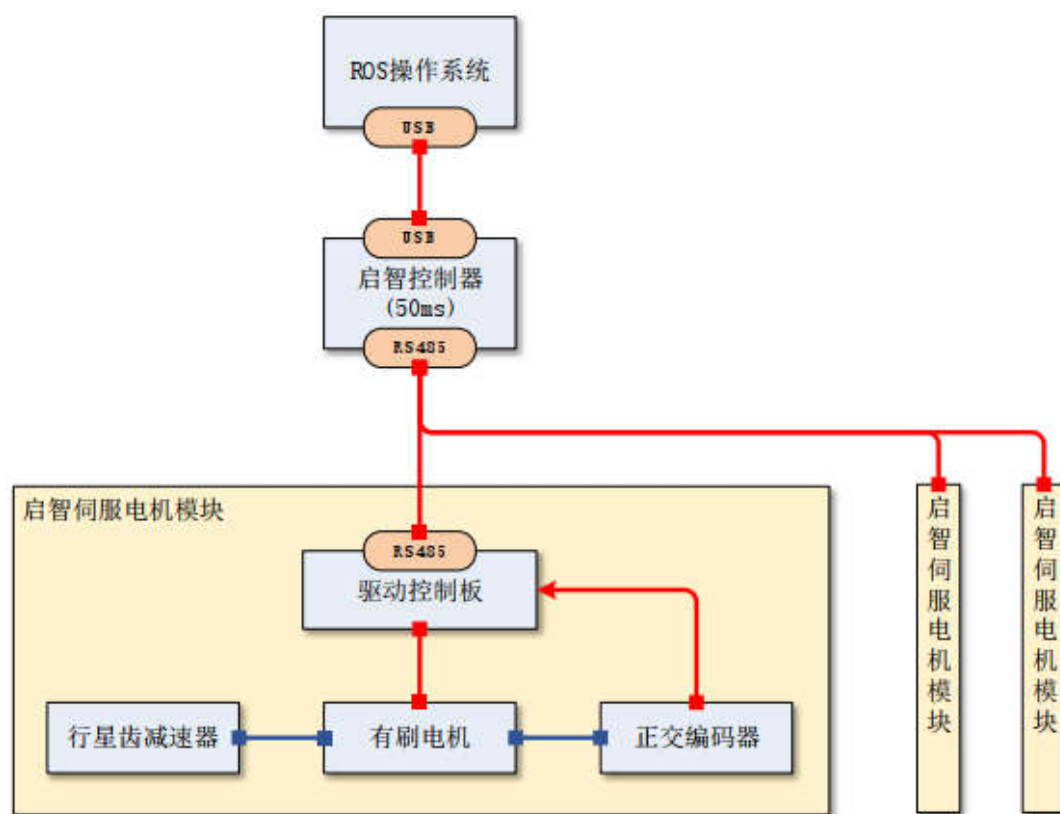 ROS操作系统
USB
USB
启智控制器
(50ms)
RS485
启智伺服电机模块
RS485
驱动控制板
行星齿减速器
有刷电机
正交编码器
启智伺服电机模块
启智伺服电机模块